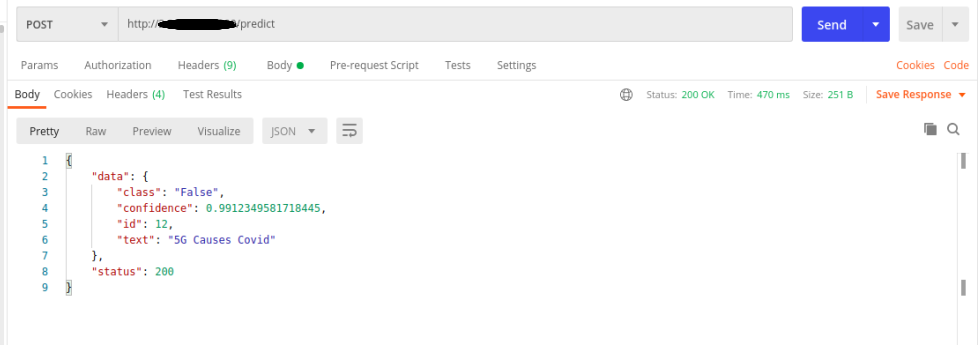 POST http:// /predict Send Save
Params Authorization Headers (9) Body Pre-request Script Tests Settings Cookies Code
Body Cookies Headers (4) Test Results Status: 200 OK Time: 470 ms Size: 251 B Save Response
Pretty Raw Preview Visualize JSON
1 {
2 "data": {
3 "class": "False",
4 "confidence": 0.9912349581718445,
5 "id": 12,
6 "text": "5G Causes Covid"
7 },
8 "status": 200
9 }